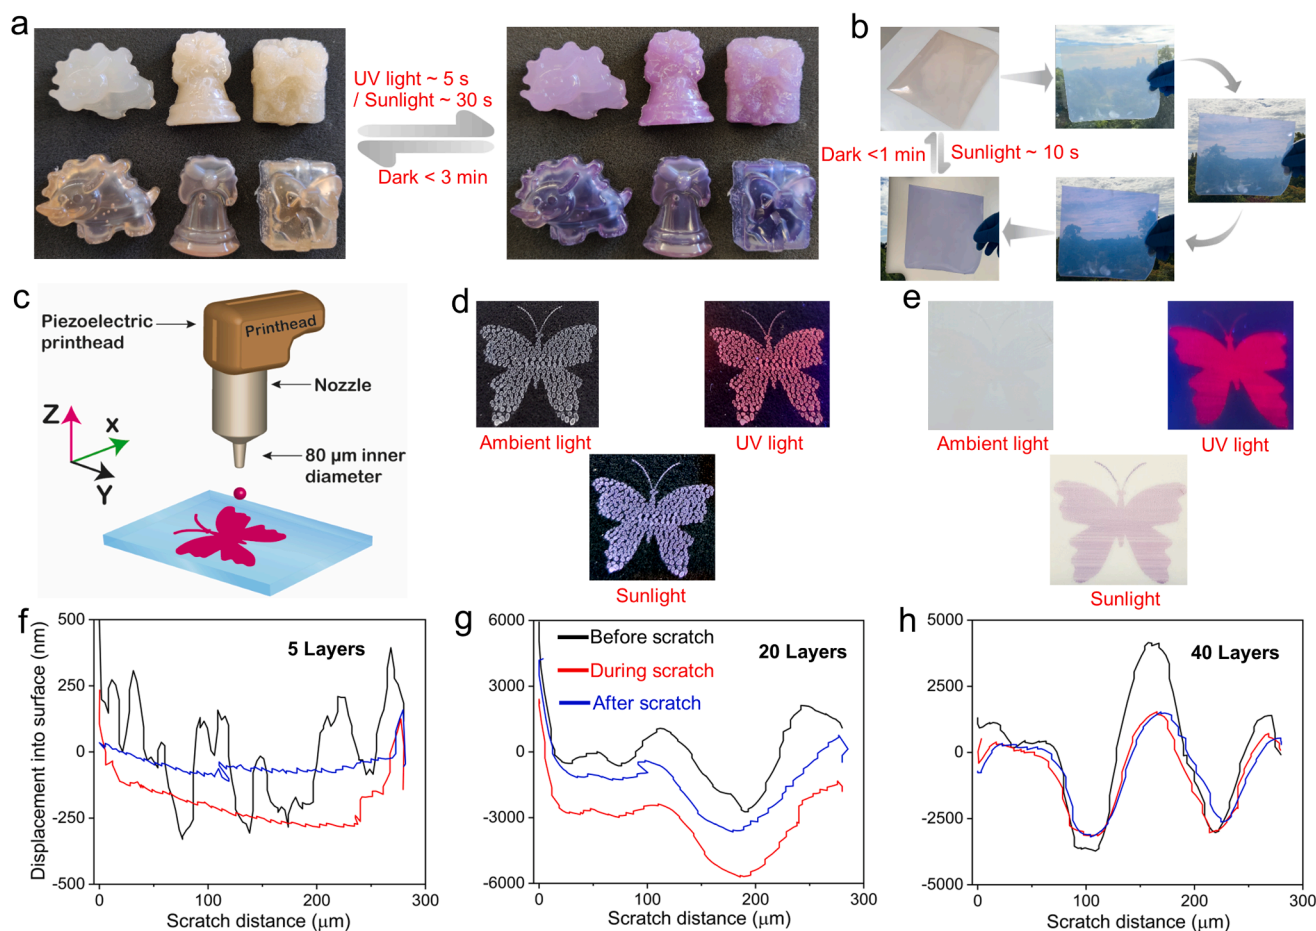 a
UV light ~ 5 s
/ Sunlight ~ 30 s
Dark < 3 min
b
Dark <1 min
Sunlight ~ 10 s
c
Piezoelectric
printhead
Printhead
Nozzle
80 µm inner
diameter
Z
X
Y
d
Ambient light
UV light
Sunlight
e
Ambient light
UV light
Sunlight
f
5 Layers
Displacement into surface (nm)
500
250
0
-250
-500
0
100
200
300
Scratch distance (μm)
g
20 Layers
Before scratch
During scratch
After scratch
6000
3000
0
-3000
-6000
0
100
200
300
Scratch distance (μm)
h
40 Layers
5000
2500
0
-2500
-5000
0
100
200
300
Scratch distance (μm)